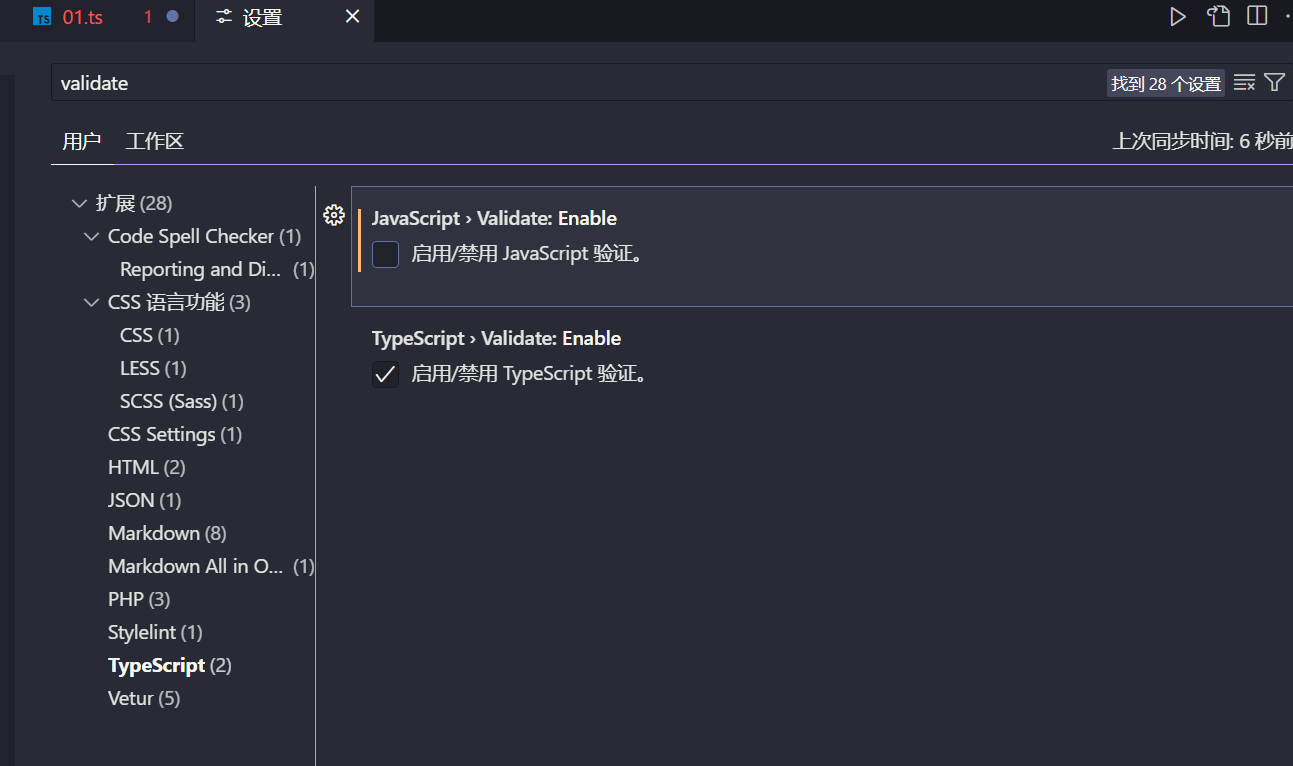 TS 01.ts 1 设置
validate 找到 28 个设置
用户 工作区 上次同步时间: 6 秒前
扩展 (28)
Code Spell Checker (1)
Reporting and Di... (1)
CSS 语言功能 (3)
CSS (1)
LESS (1)
SCSS (Sass) (1)
CSS Settings (1)
HTML (2)
JSON (1)
Markdown (8)
Markdown All in O... (1)
PHP (3)
Stylelint (1)
TypeScript (2)
Vetur (5)
JavaScript › Validate: Enable
启用/禁用 JavaScript 验证。
TypeScript › Validate: Enable
启用/禁用 TypeScript 验证。